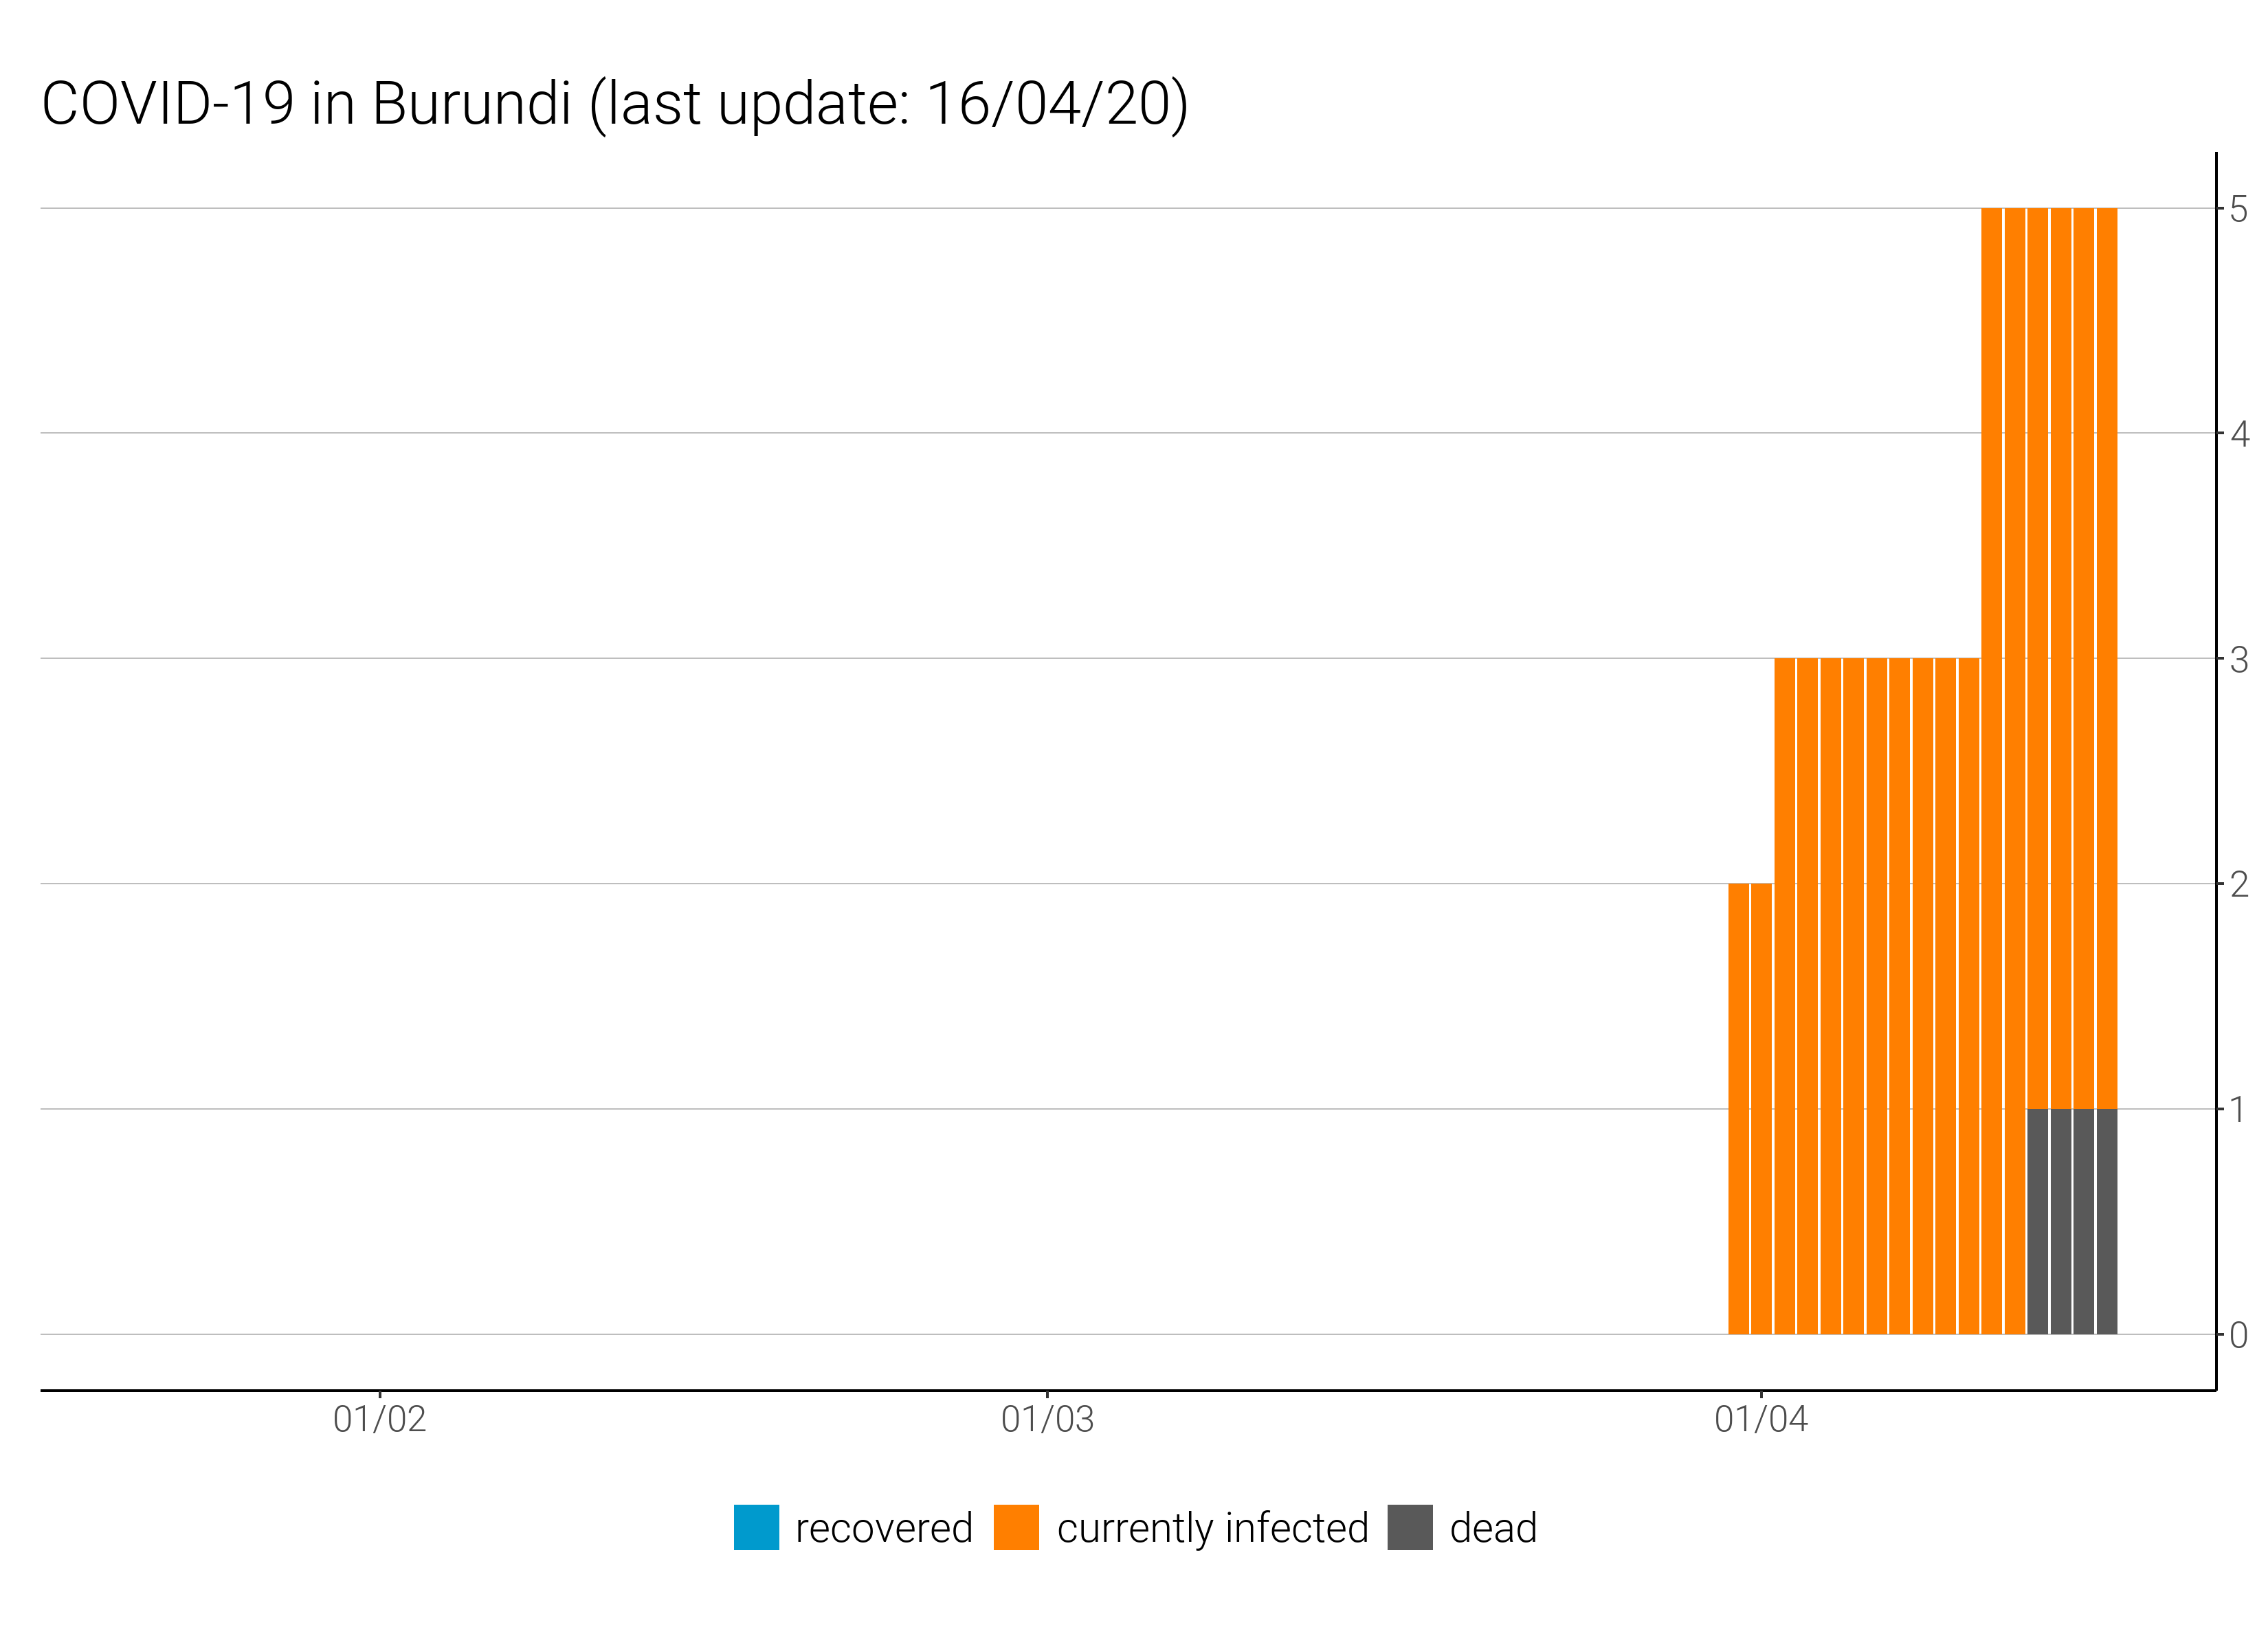 COVID-19 in Burundi (last update: 16/04/20)
5
4
3
2
1
0
01/02 01/03 01/04
recovered currently infected dead